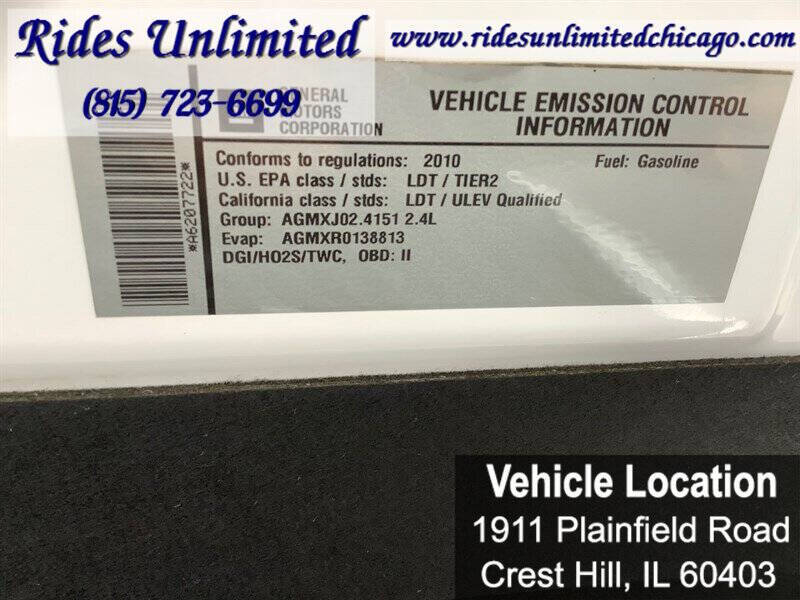 Rides Unlimited
(815) 723-6699
www.ridesunlimitedchicago.com
*A6207722*
GM
GENERAL
MOTORS
CORPORATION
VEHICLE EMISSION CONTROL
INFORMATION
Conforms to regulations: 2010 Fuel: Gasoline
U.S. EPA class / stds: LDT / TIER2
California class / stds: LDT / ULEV Qualified
Group: AGMXJ02.4151 2.4L
Evap: AGMXR0138813
DGI/HO2S/TWC, OBD: II
Vehicle Location
1911 Plainfield Road
Crest Hill, IL 60403